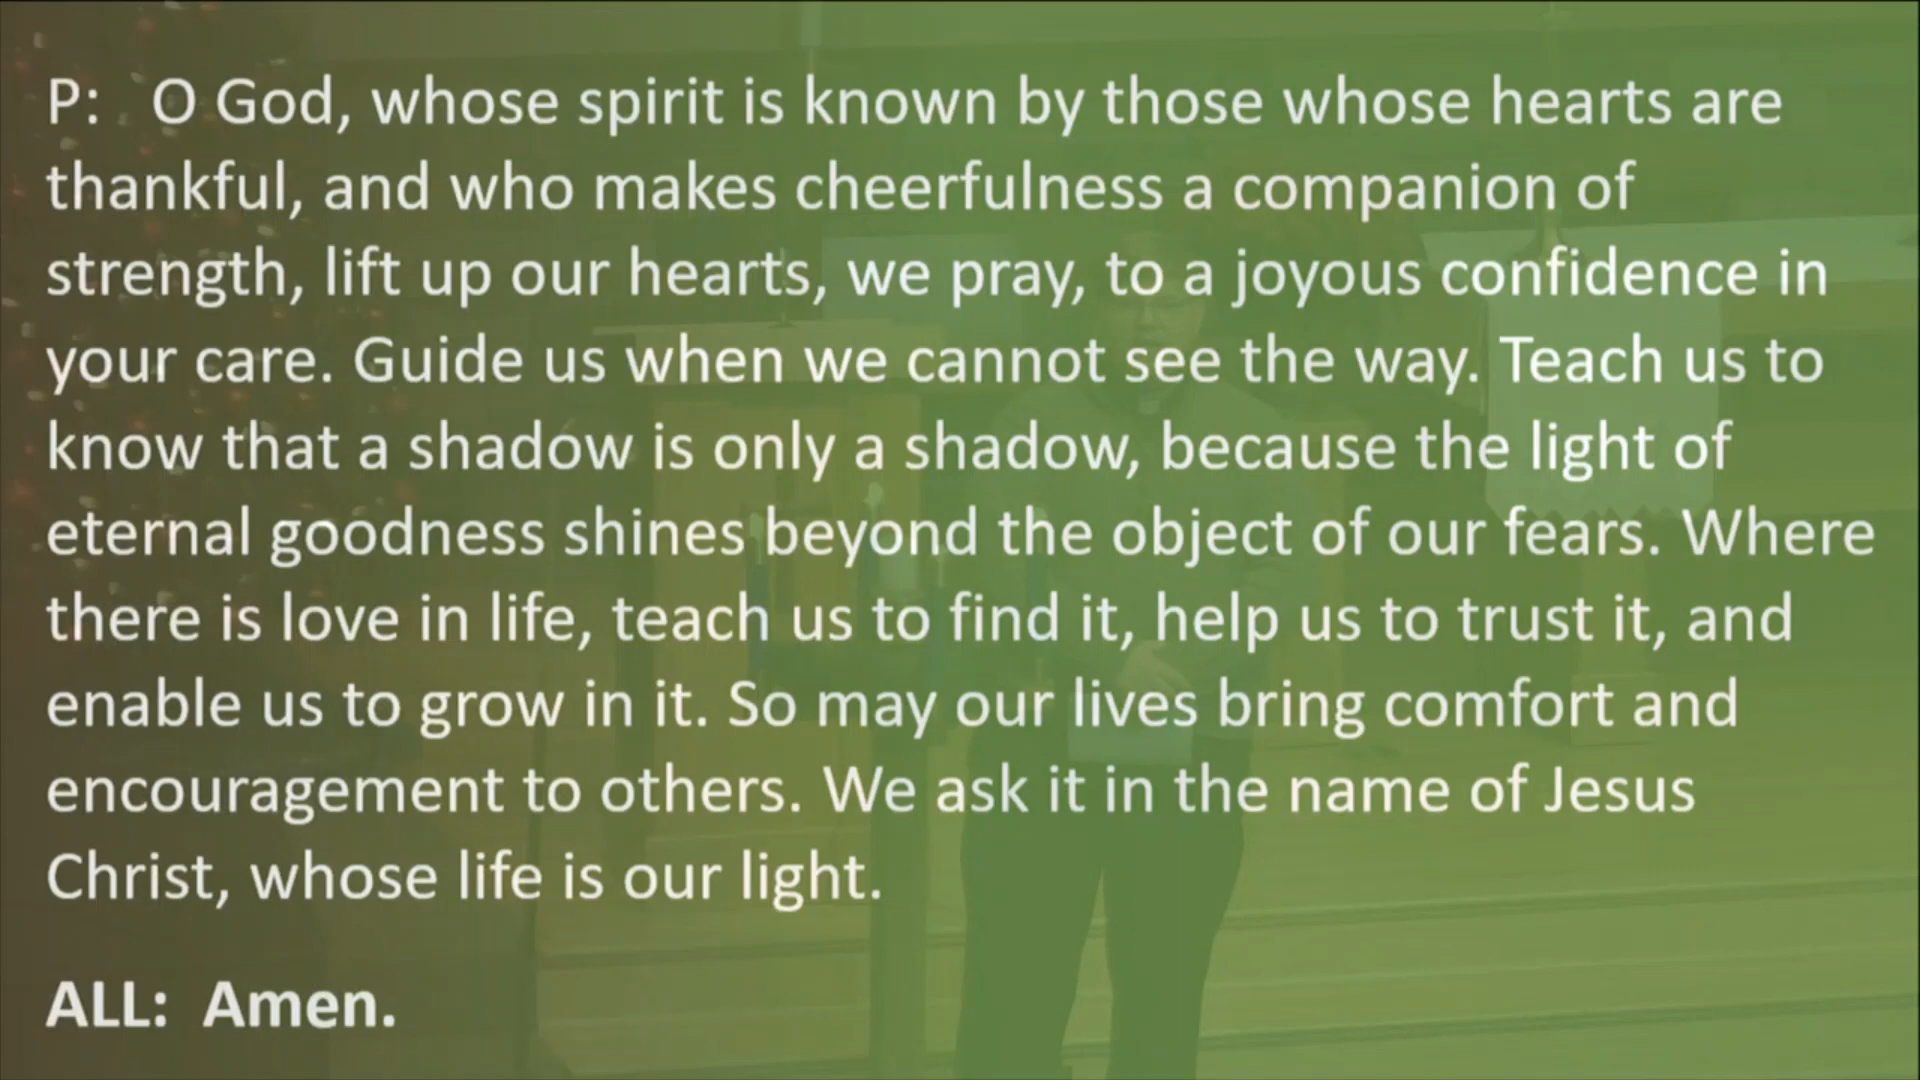 P: O God, whose spirit is known by those whose hearts are
thankful, and who makes cheerfulness a companion of
strength, lift up our hearts, we pray, to a joyous confidence in
your care. Guide us when we cannot see the way. Teach us to
know that a shadow is only a shadow, because the light of
eternal goodness shines beyond the object of our fears. Where
there is love in life, teach us to find it, help us to trust it, and
enable us to grow in it. So may our lives bring comfort and
encouragement to others. We ask it in the name of Jesus
Christ, whose life is our light.
ALL: Amen.